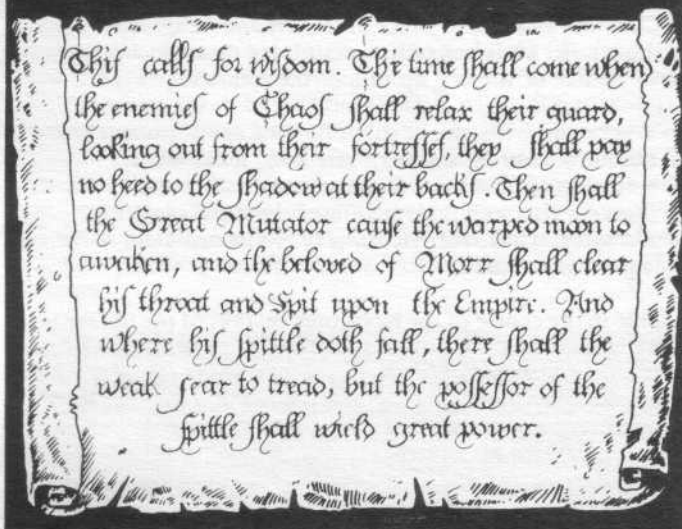 This calls for wisdom. The time shall come when
the enemies of Chaos shall relax their guard,
looking out from their fortresses, they shall pay
no heed to the shadow at their backs. Then shall
the Great Mutator cause the warped moon to
awaken, and the beloved of Morr shall clear
his throat and Spit upon the Empire. And
where his spittle doth fall, there shall the
weak fear to tread, but the possessor of the
spittle shall wield great power.